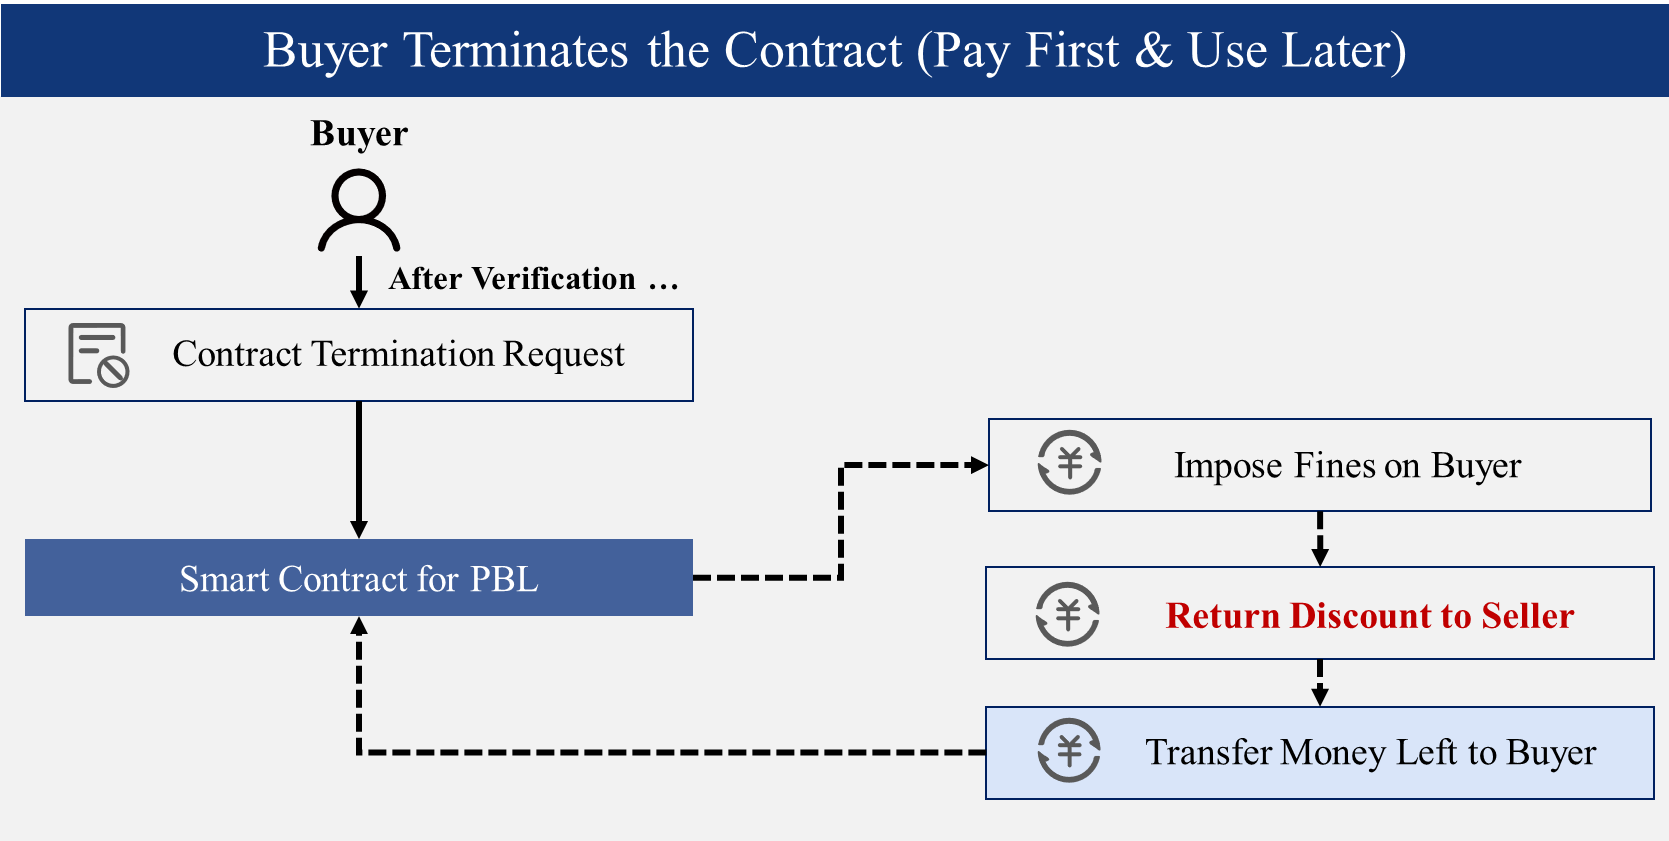 Buyer Terminates the Contract (Pay First & Use Later)
Buyer
After Verification …
Contract Termination Request
Smart Contract for PBL
Impose Fines on Buyer
Return Discount to Seller
Transfer Money Left to Buyer
¥
¥
¥